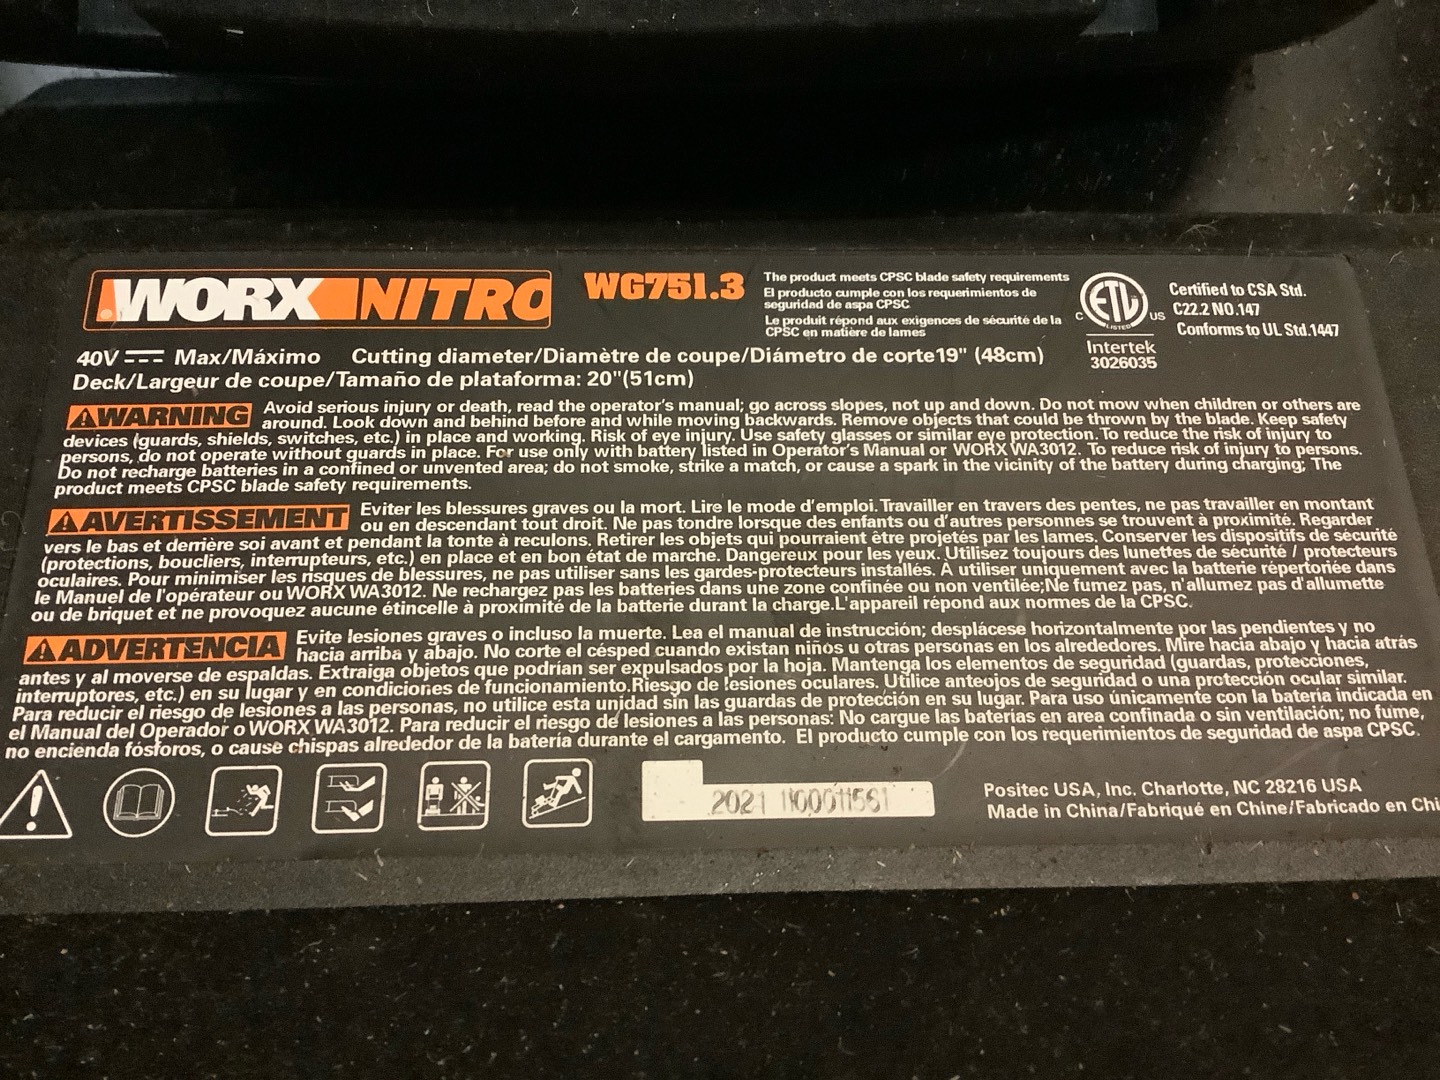 WORX NITRO
WG751.3
The product meets CPSC blade safety requirements
El producto cumple con los requerimientos de
seguridad de aspa CPSC
Le produit répond aux exigences de sécurité de la
CPSC en matière de lames
C ETL US
LISTED
Intertek
3026035
Certified to CSA Std.
C22.2 NO.147
Conforms to UL Std.1447
40V Max/Máximo Cutting diameter/Diamètre de coupe/Diámetro de corte19" (48cm)
Deck/Largeur de coupe/Tamaño de plataforma: 20"(51cm)
WARNING Avoid serious injury or death, read the operator's manual; go across slopes, not up and down. Do not mow when children or others are
around. Look down and behind before and while moving backwards. Remove objects that could be thrown by the blade. Keep safety
devices (guards, shields, switches, etc.) in place and working. Risk of eye injury. Use safety glasses or similar eye protection. To reduce the risk of injury to
persons, do not operate without guards in place. For use only with battery listed in Operator's Manual or WORX WA3012. To reduce risk of injury to persons.
Do not recharge batteries in a confined or unvented area; do not smoke, strike a match, or cause a spark in the vicinity of the battery during charging; The
product meets CPSC blade safety requirements.
AVERTISSEMENT Eviter les blessures graves ou la mort. Lire le mode d'emploi. Travailler en travers des pentes, ne pas travailler en montant
ou en descendant tout droit. Ne pas tondre lorsque des enfants ou d'autres personnes se trouvent à proximité. Regarder
vers le bas et derrière soi avant et pendant la tonte à reculons. Retirer les objets qui pourraient être projetés par les lames. Conserver les dispositifs de sécurité
(protections, boucliers, interrupteurs, etc.) en place et en bon état de marche. Dangereux pour les yeux. Utilisez toujours des lunettes de sécurité / protecteurs
oculaires. Pour minimiser les risques de blessures, ne pas utiliser sans les gardes-protecteurs installés. À utiliser uniquement avec la batterie répertoriée dans
le Manuel de l'opérateur ou WORX WA3012. Ne rechargez pas les batteries dans une zone confinée ou non ventilée;Ne fumez pas, n'allumez pas d'allumette
ou de briquet et ne provoquez aucune étincelle à proximité de la batterie durant la charge.L'appareil répond aux normes de la CPSC.
ADVERTENCIA Evite lesiones graves o incluso la muerte. Lea el manual de instrucción; desplácese horizontalmente por las pendientes y no
hacia arriba y abajo. No corte el césped cuando existan niños u otras personas en los alrededores. Mire hacia abajo y hacia atrás
antes y al moverse de espaldas. Extraiga objetos que podrían ser expulsados por la hoja. Mantenga los elementos de seguridad (guardas, protecciones,
interruptores, etc.) en su lugar y en condiciones de funcionamiento.Riesgo de lesiones oculares. Utilice anteojos de seguridad o una protección ocular similar.
Para reducir el riesgo de lesiones a las personas, no utilice esta unidad sin las guardas de protección en su lugar. Para uso únicamente con la batería indicada en
el Manual del Operador o WORX WA3012. Para reducir el riesgo de lesiones a las personas: No cargue las baterías en area confinada o sin ventilación; no fume,
no encienda fósforos, o cause chispas alrededor de la batería durante el cargamento. El producto cumple con los requerimientos de seguridad de aspa CPSC.
2021
Positec USA, Inc. Charlotte, NC 28216 USA
Made in China/Fabriqué en Chine/Fabricado en Chi